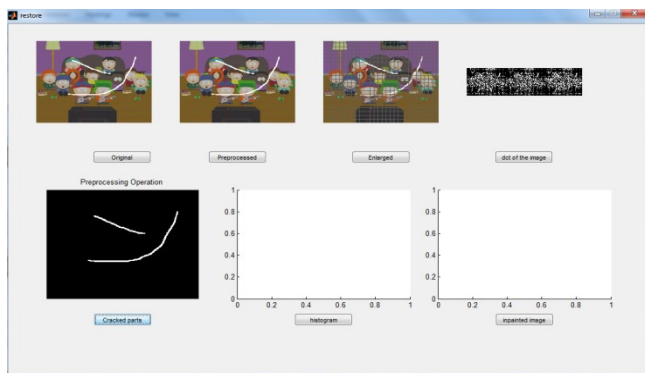 restore
Original
Preprocessed
Enlarged
dct of the image
Preprocessing Operation
1
0.8
0.6
0.4
0.2
0
0 0.2 0.4 0.6 0.8 1
1
0.8
0.6
0.4
0.2
0
0 0.2 0.4 0.6 0.8 1
Cracked parts
histogram
inpainted image